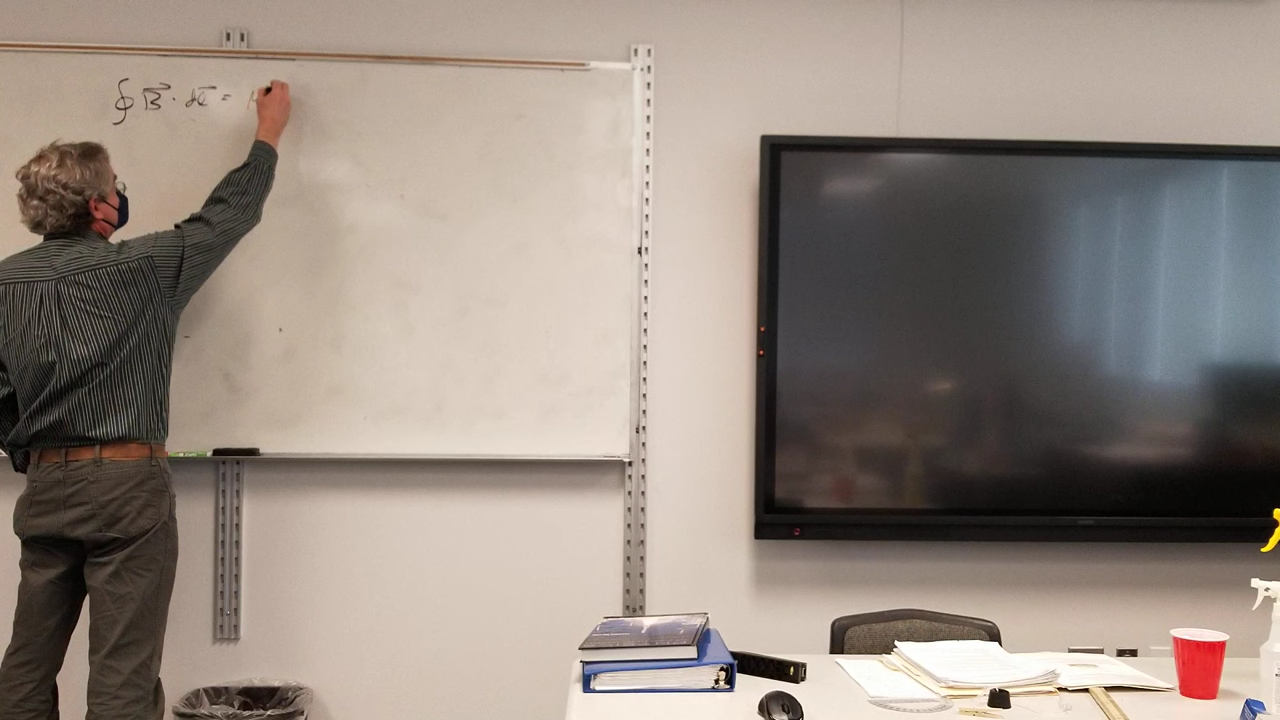 ∮ B⃗ · dℓ⃗ =